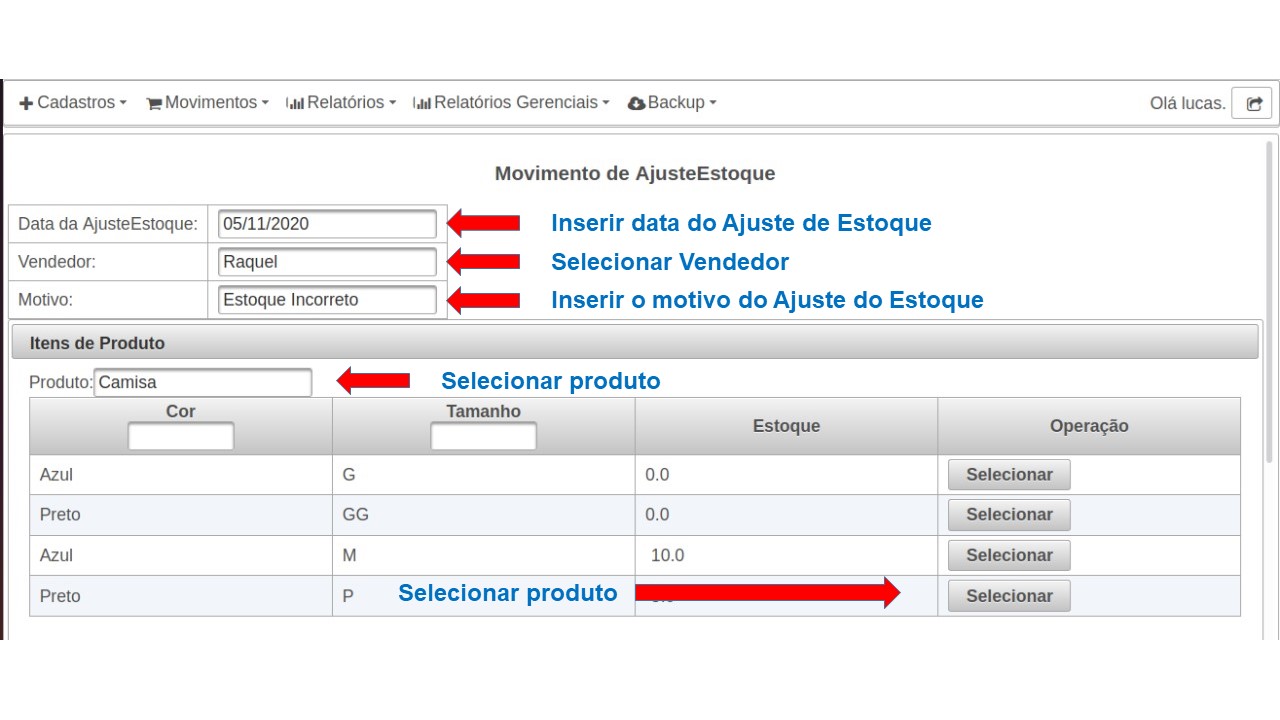 Cadastros Movimentos Relatórios Relatórios Gerenciais Backup Olá lucas.
Movimento de AjusteEstoque
Data da AjusteEstoque: 05/11/2020 Inserir data do Ajuste de Estoque
Vendedor: Raquel Selecionar Vendedor
Motivo: Estoque Incorreto Inserir o motivo do Ajuste do Estoque
Itens de Produto
Produto: Camisa Selecionar produto
Cor Tamanho Estoque Operação
Azul G 0.0 Selecionar
Preto GG 0.0 Selecionar
Azul M 10.0 Selecionar
Preto P Selecionar produto Selecionar